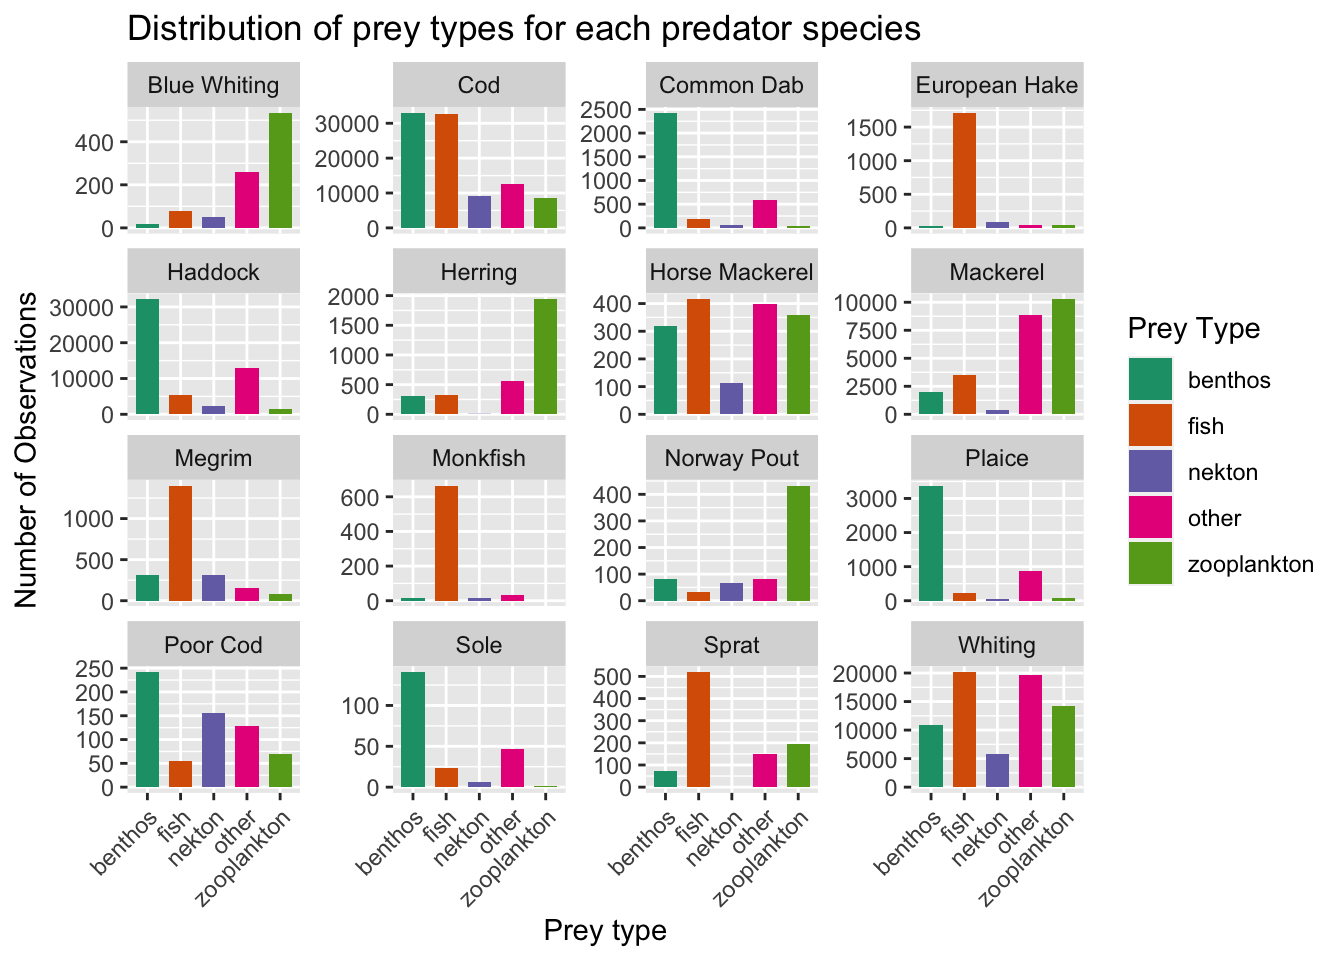 Distribution of prey types for each predator species
Blue Whiting
Cod
Common Dab
European Hake
400
200
0
30000
20000
10000
0
2500
2000
1500
1000
500
0
1500
1000
500
0
Haddock
Herring
Horse Mackerel
Mackerel
30000
20000
10000
0
2000
1500
1000
500
0
400
300
200
100
0
10000
7500
5000
2500
0
Megrim
Monkfish
Norway Pout
Plaice
1000
500
0
600
400
200
0
400
300
200
100
0
3000
2000
1000
0
Poor Cod
Sole
Sprat
Whiting
250
200
150
100
50
0
100
50
0
500
400
300
200
100
0
20000
15000
10000
5000
0
benthos
fish
nekton
other
zooplankton
benthos
fish
nekton
other
zooplankton
benthos
fish
nekton
other
zooplankton
benthos
fish
nekton
other
zooplankton
Prey type
Number of Observations
Prey Type
benthos
fish
nekton
other
zooplankton